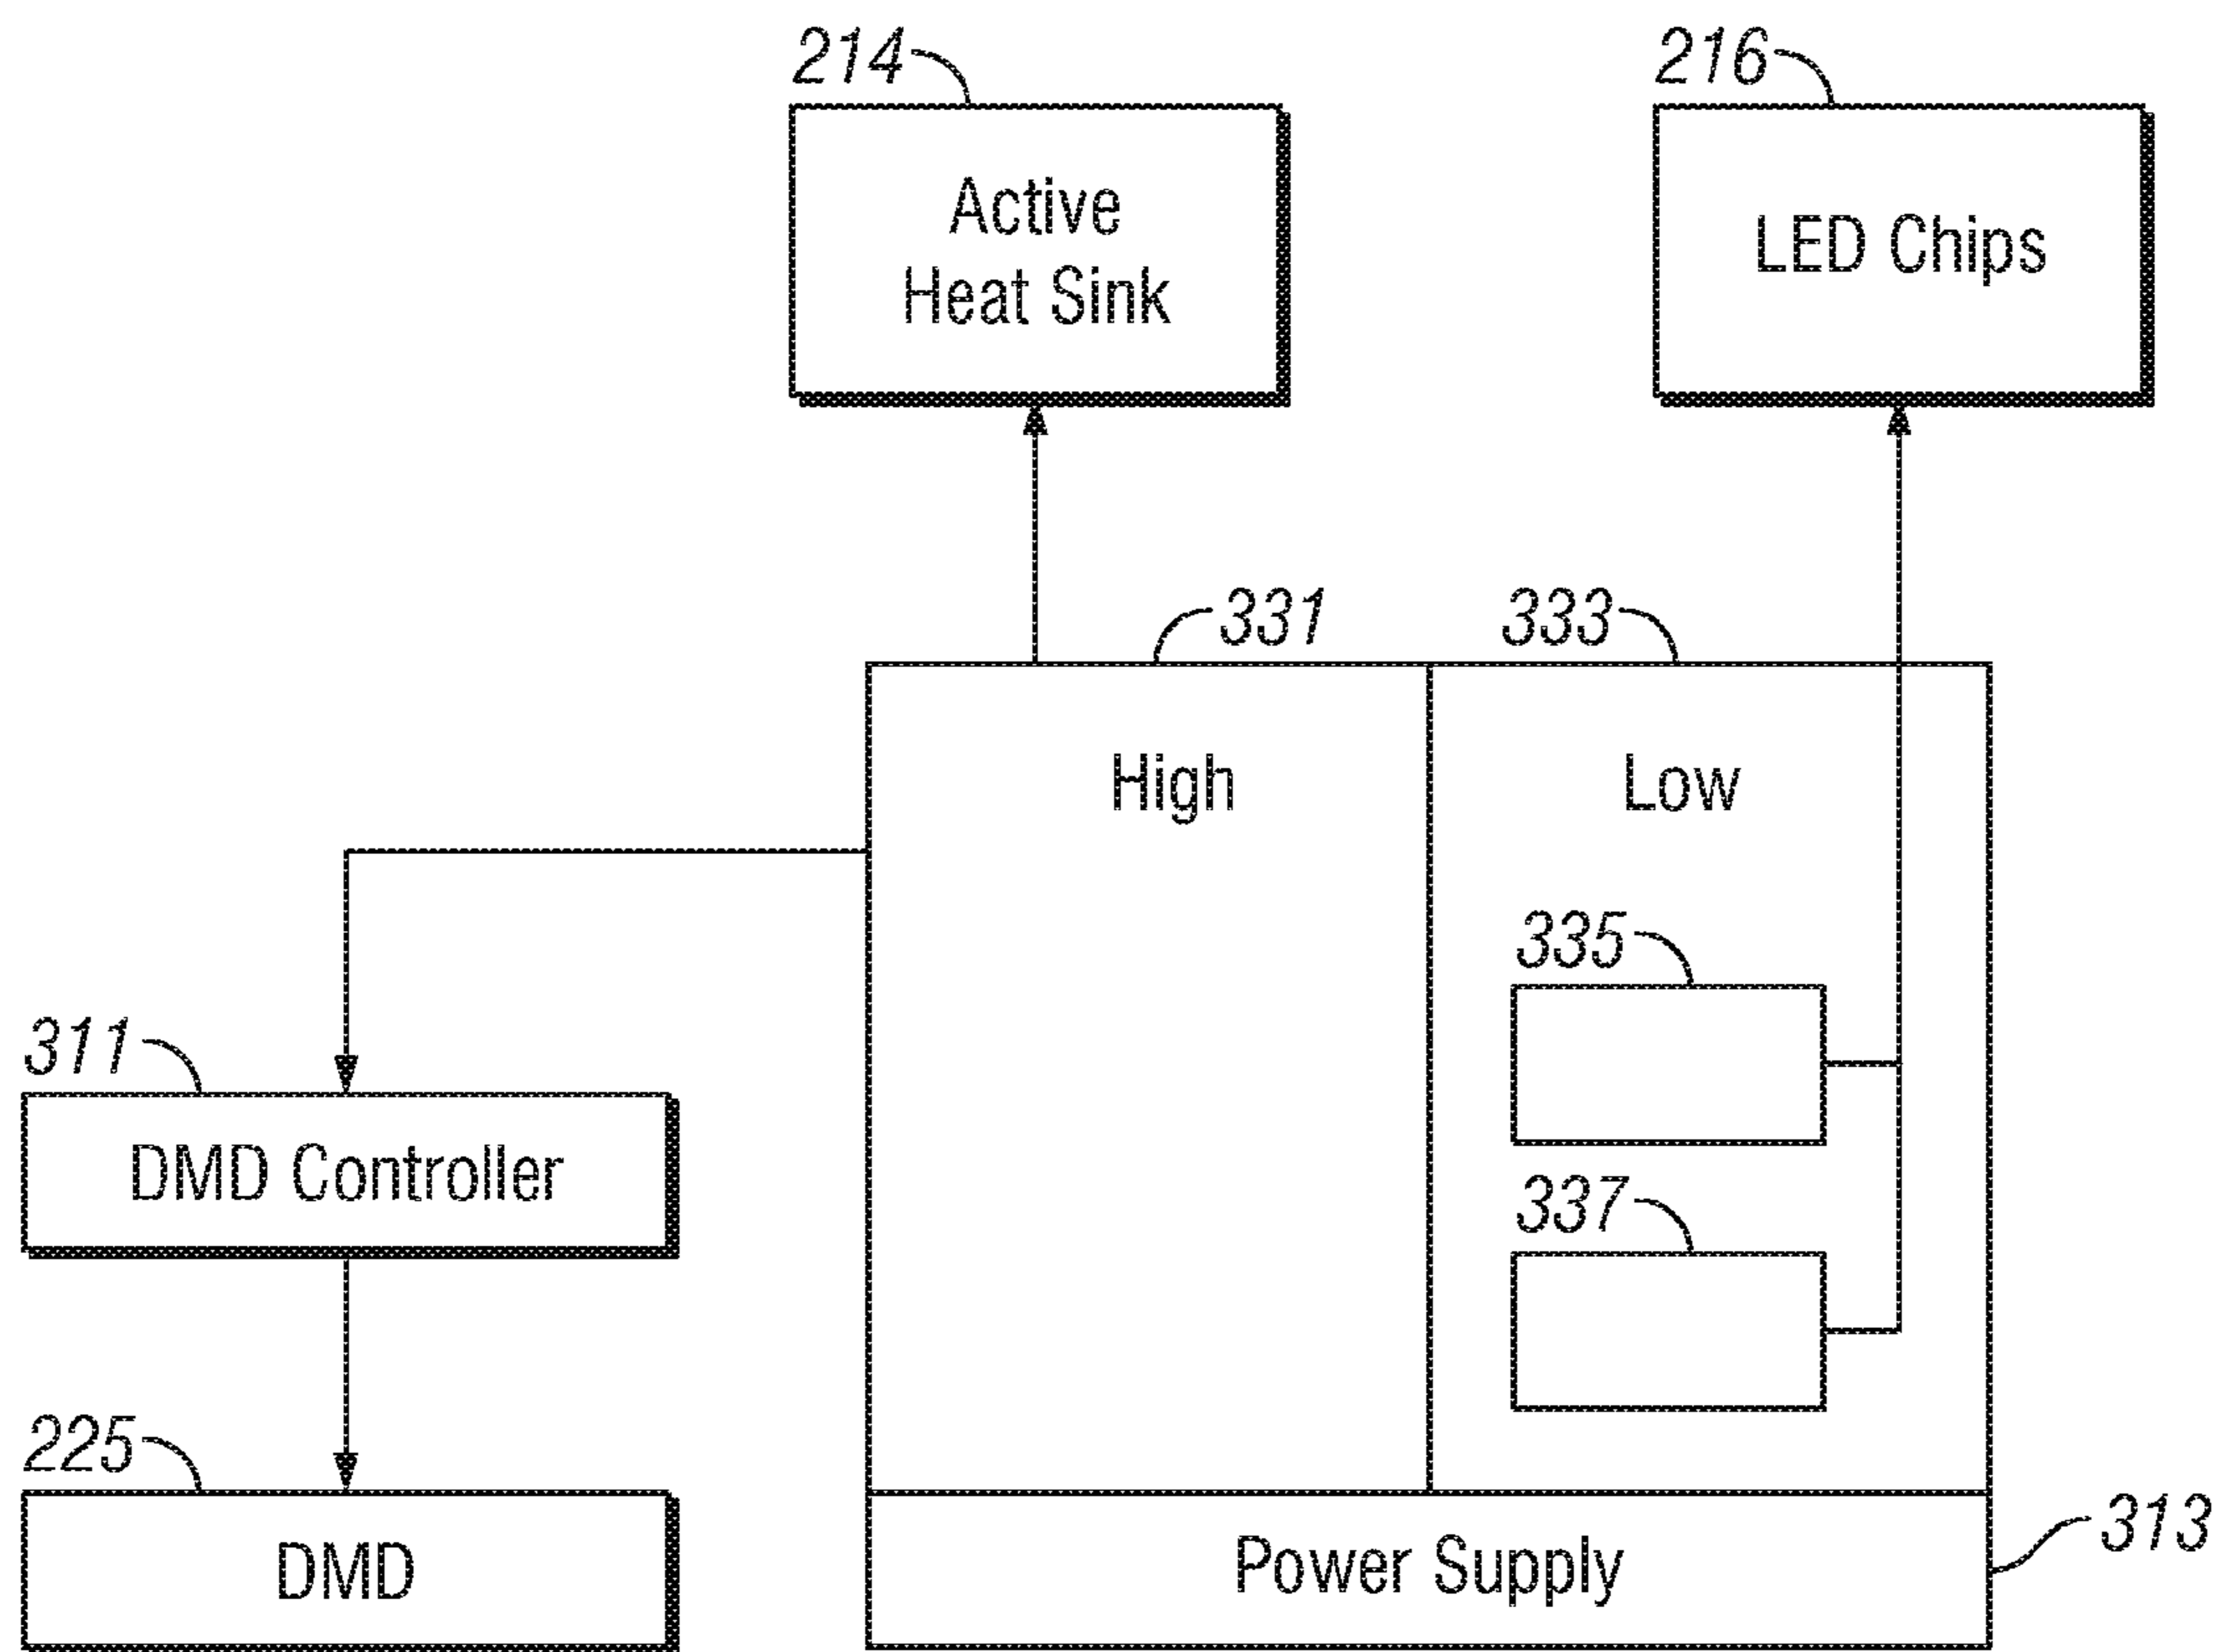 214
216
Active
Heat Sink
LED Chips
331
333
High
Low
335
311
DMD Controller
337
225
DMD
Power Supply
313